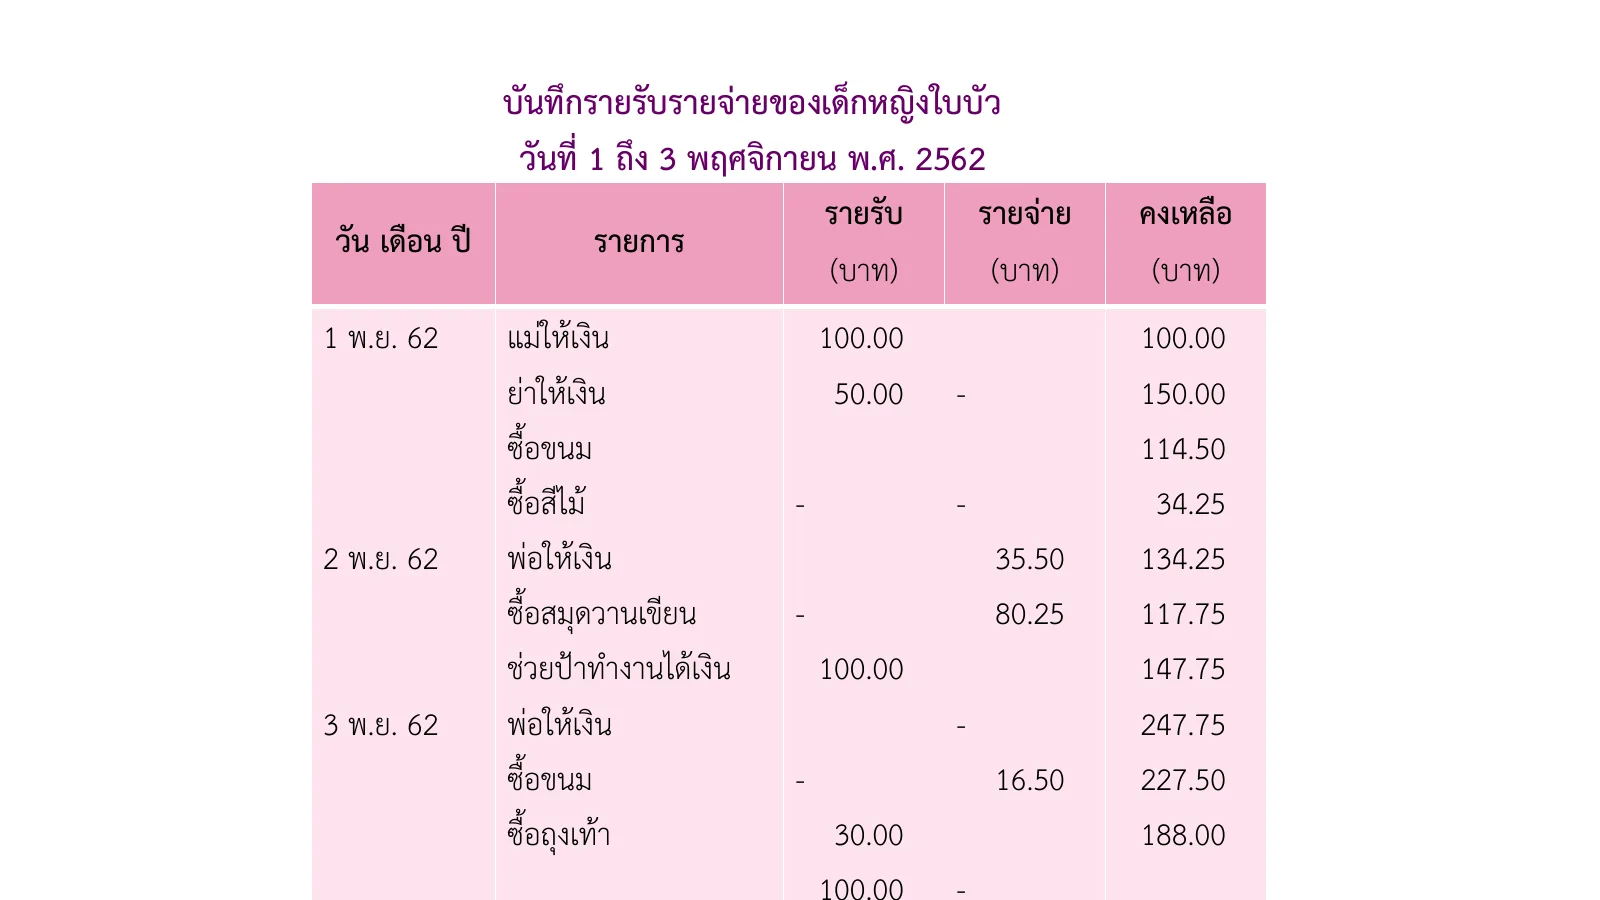 บันทึกรายรับรายจ่ายของเด็กหญิงใบบัว
วันที่ 1 ถึง 3 พฤศจิกายน พ.ศ. 2562
วัน เดือน ปี รายการ รายรับ (บาท) รายจ่าย (บาท) คงเหลือ (บาท)
1 พ.ย. 62 แม่ให้เงิน 100.00 100.00
ย่าให้เงิน 50.00 - 150.00
ซื้อขนม 114.50
ซื้อสีไม้ - - 34.25
2 พ.ย. 62 พ่อให้เงิน 35.50 134.25
ซื้อสมุดวานเขียน - 80.25 117.75
ช่วยป้าทำงานได้เงิน 100.00 147.75
3 พ.ย. 62 พ่อให้เงิน - 247.75
ซื้อขนม - 16.50 227.50
ซื้อถุงเท้า 30.00 188.00
100.00 -